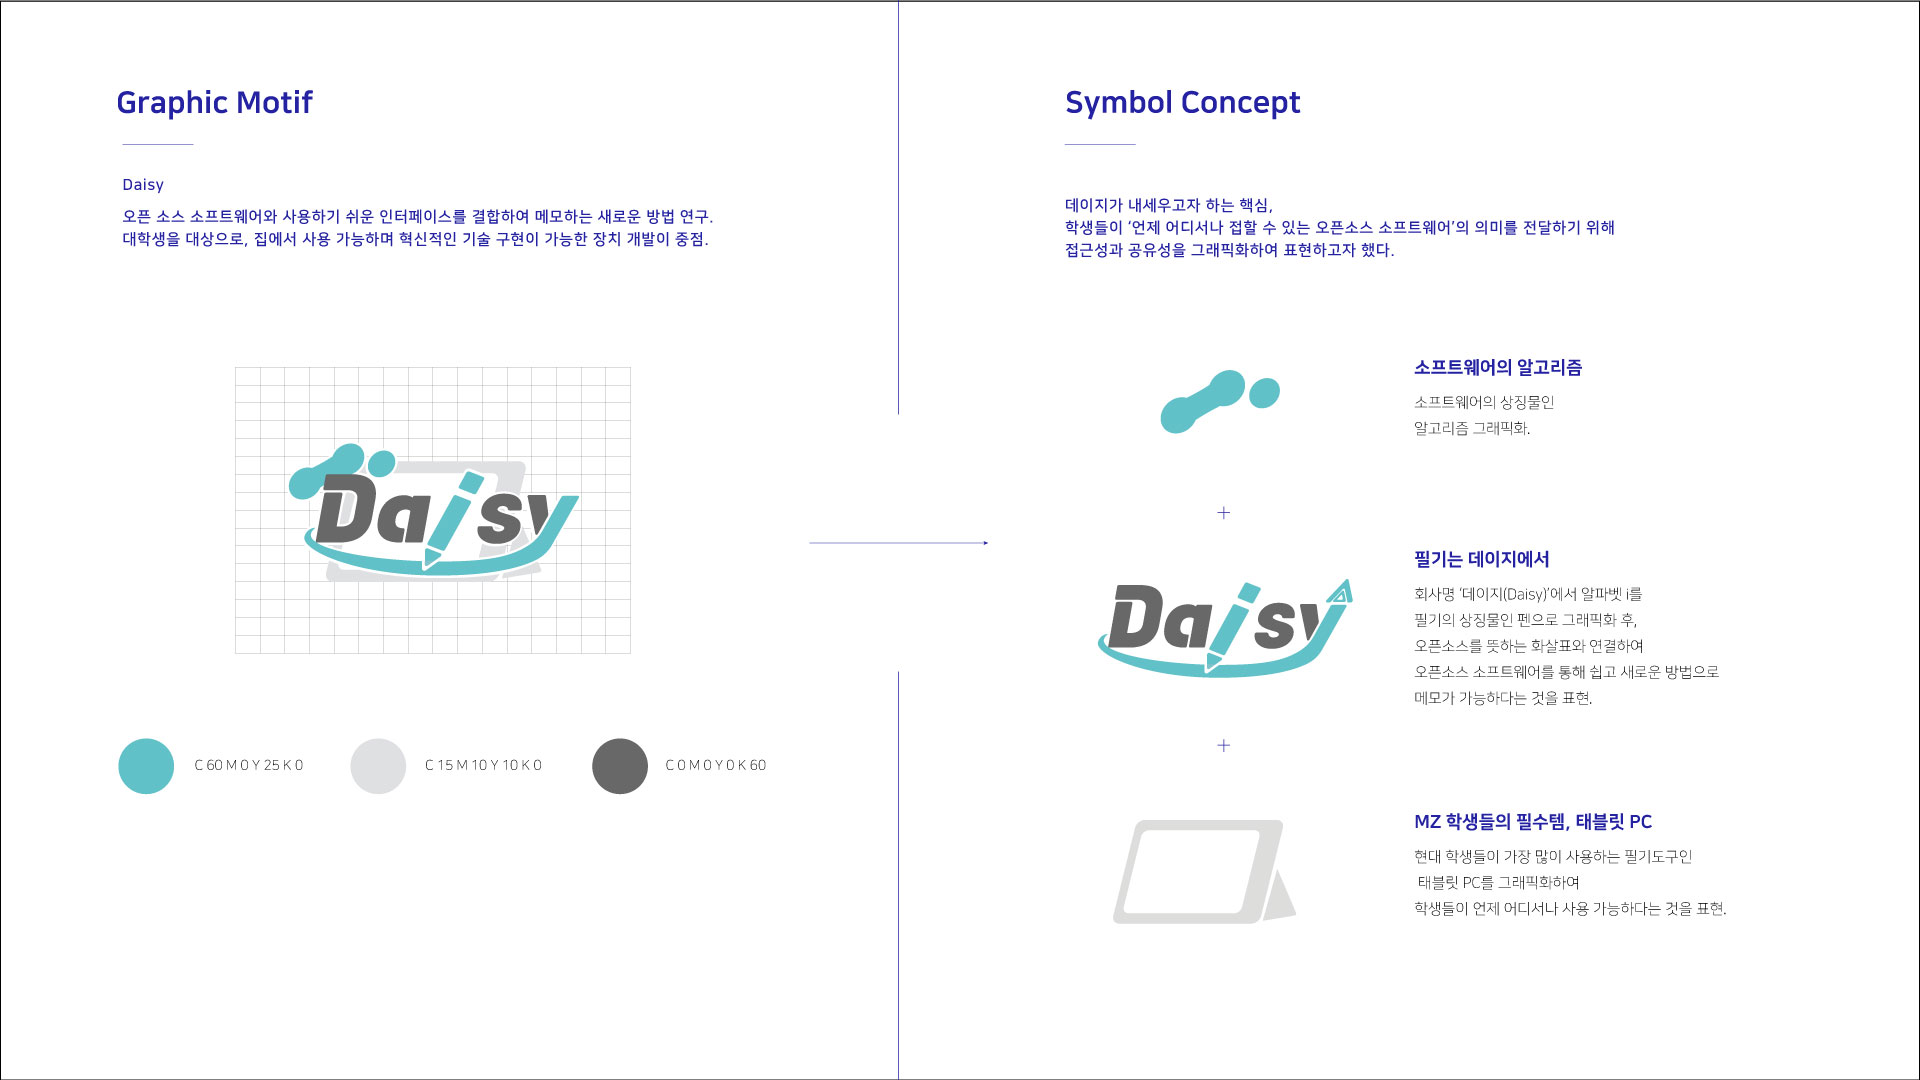 Graphic Motif
Daisy
오픈 소스 소프트웨어와 사용하기 쉬운 인터페이스를 결합하여 메모하는 새로운 방법 연구.
대학생을 대상으로, 집에서 사용 가능하며 혁신적인 기술 구현이 가능한 장치 개발이 중점.
Daisy
C60M0Y25K0
C15M10Y10K0
C0M0Y0K60
Symbol Concept
데이지가 내세우고자 하는 핵심,
학생들이 ‘언제 어디서나 접할 수 있는 오픈소스 소프트웨어’의 의미를 전달하기 위해
접근성과 공유성을 그래픽화하여 표현하고자 했다.
소프트웨어의 알고리즘
소프트웨어의 상징물인
알고리즘 그래픽화.
+
Daisy
필기는 데이지에서
회사명 ‘데이지(Daisy)’에서 알파벳 i를
필기의 상징물인 펜으로 그래픽화 후,
오픈소스를 뜻하는 화살표와 연결하여
오픈소스 소프트웨어를 통해 쉽고 새로운 방법으로
메모가 가능하다는 것을 표현.
+
MZ 학생들의 필수템, 태블릿 PC
현대 학생들이 가장 많이 사용하는 필기도구인
태블릿 PC를 그래픽화하여
학생들이 언제 어디서나 사용 가능하다는 것을 표현.